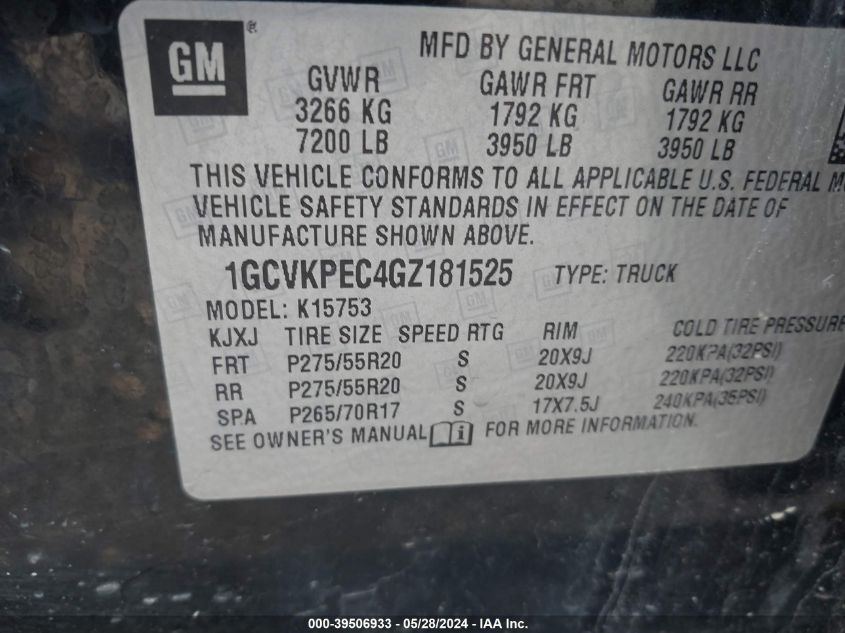 GM ®
MFD BY GENERAL MOTORS LLC
GVWR GAWR FRT GAWR RR
3266 KG 1792 KG 1792 KG
7200 LB 3950 LB 3950 LB
THIS VEHICLE CONFORMS TO ALL APPLICABLE U.S. FEDERAL
VEHICLE SAFETY STANDARDS IN EFFECT ON THE DATE OF
MANUFACTURE SHOWN ABOVE.
1GCVKPEC4GZ181525 TYPE: TRUCK
MODEL: K15753
KJXJ TIRE SIZE SPEED RTG RIM COLD TIRE PRESSURE
FRT P275/55R20 S 20X9J 220KPA(32PSI)
RR P275/55R20 S 20X9J 220KPA(32PSI)
SPA P265/70R17 S 17X7.5J 240KPA(35PSI)
SEE OWNER'S MANUAL FOR MORE INFORMATION.
000-39506933 - 05/28/2024 - IAA Inc.